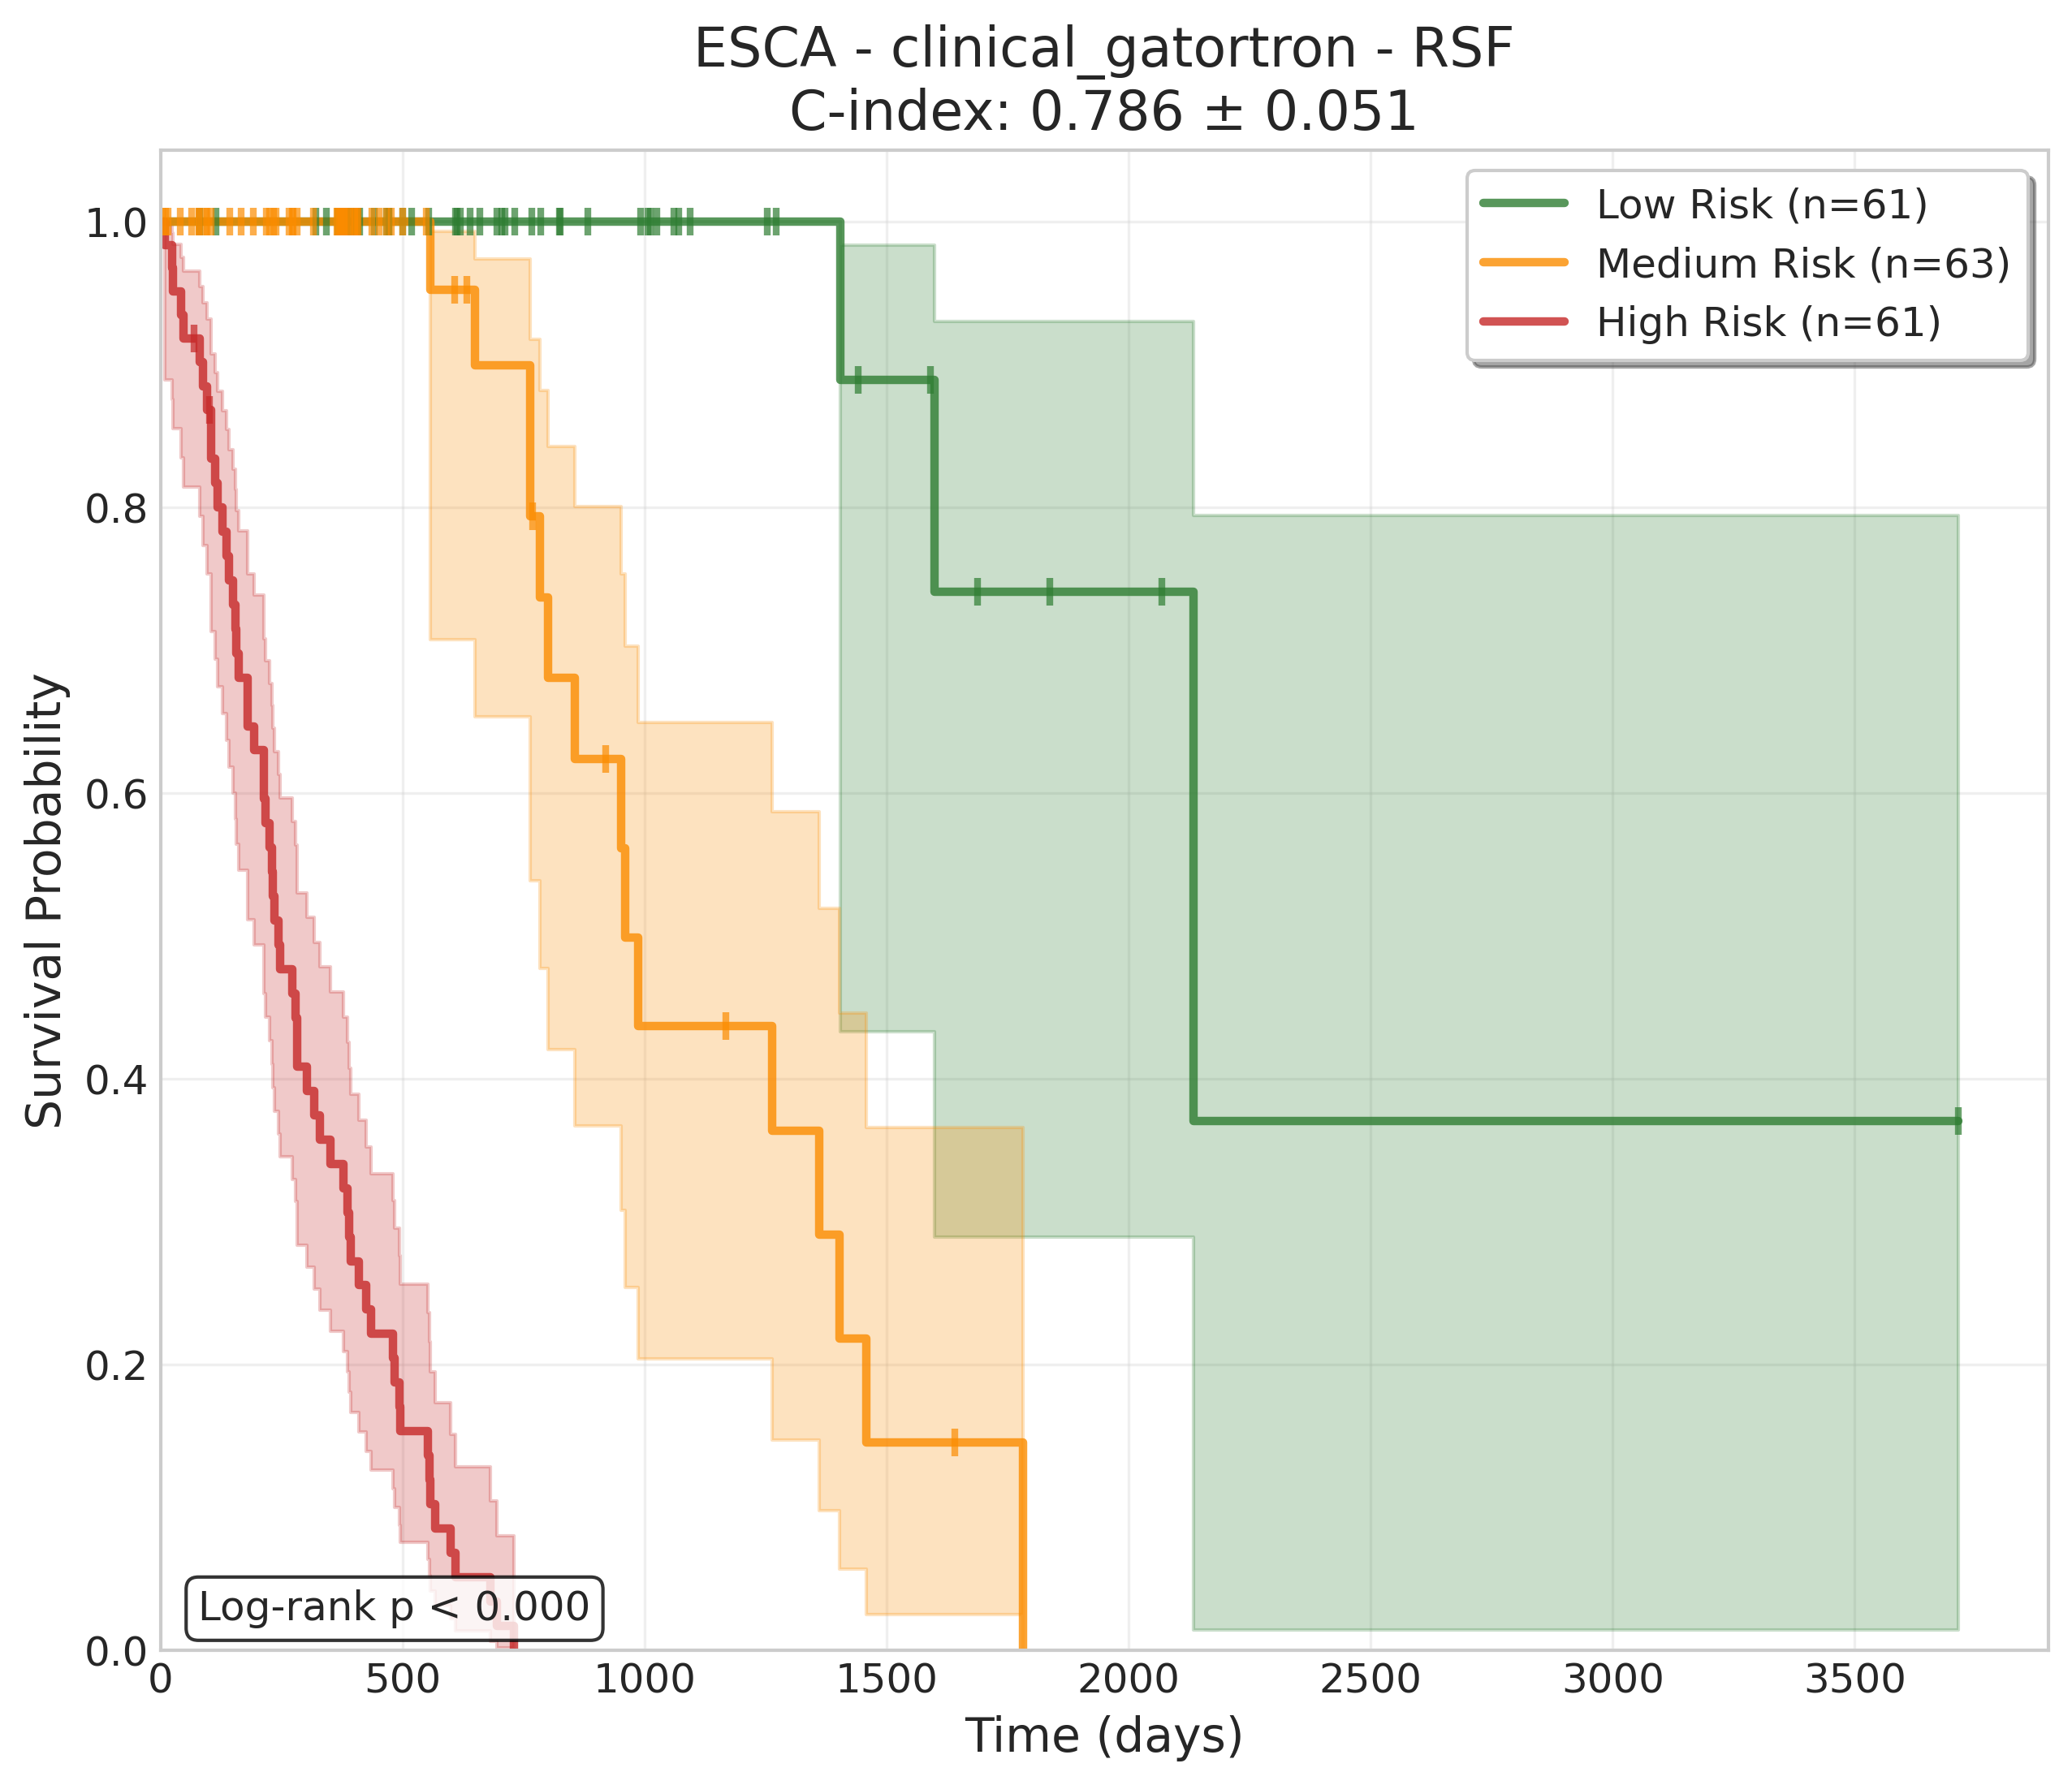 ESCA - clinical_gatortron - RSF
C-index: 0.786 ± 0.051
Low Risk (n=61)
Medium Risk (n=63)
High Risk (n=61)
Survival Probability
1.0
0.8
0.6
0.4
0.2
0.0
Log-rank p < 0.000
0 500 1000 1500 2000 2500 3000 3500
Time (days)